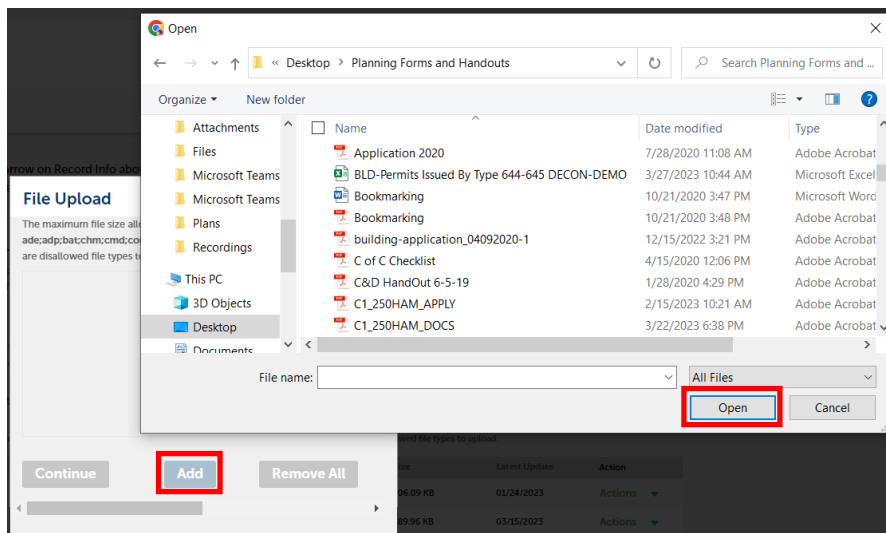 Open
« Desktop > Planning Forms and Handouts
Search Planning Forms and ...
Organize
New folder
Attachments
Files
Microsoft Teams
Microsoft Teams
Plans
Recordings
This PC
3D Objects
Desktop
Documents
Name Date modified Type
Application 2020 7/28/2020 11:08 AM Adobe Acrobat
BLD-Permits Issued By Type 644-645 DECON-DEMO 3/27/2023 10:44 AM Microsoft Excel
Bookmarking 10/21/2020 3:47 PM Microsoft Word
Bookmarking 10/21/2020 3:48 PM Adobe Acrobat
building-application_04092020-1 12/15/2022 3:21 PM Adobe Acrobat
C of C Checklist 4/15/2020 12:06 PM Adobe Acrobat
C&D HandOut 6-5-19 1/28/2020 4:29 PM Adobe Acrobat
C1_250HAM_APPLY 2/15/2023 10:21 AM Adobe Acrobat
C1_250HAM_DOCS 3/22/2023 6:38 PM Adobe Acrobat
File name:
All Files
Open
Cancel
on Record Info
File Upload
The maximum file size
ade;adp;bat;chm;cmd;
are disallowed file types
Continue
Add
Remove All
file types to upload.
Latest Update Action
06.09 KB 01/24/2023 Actions
89.96 KB 03/15/2023 Actions